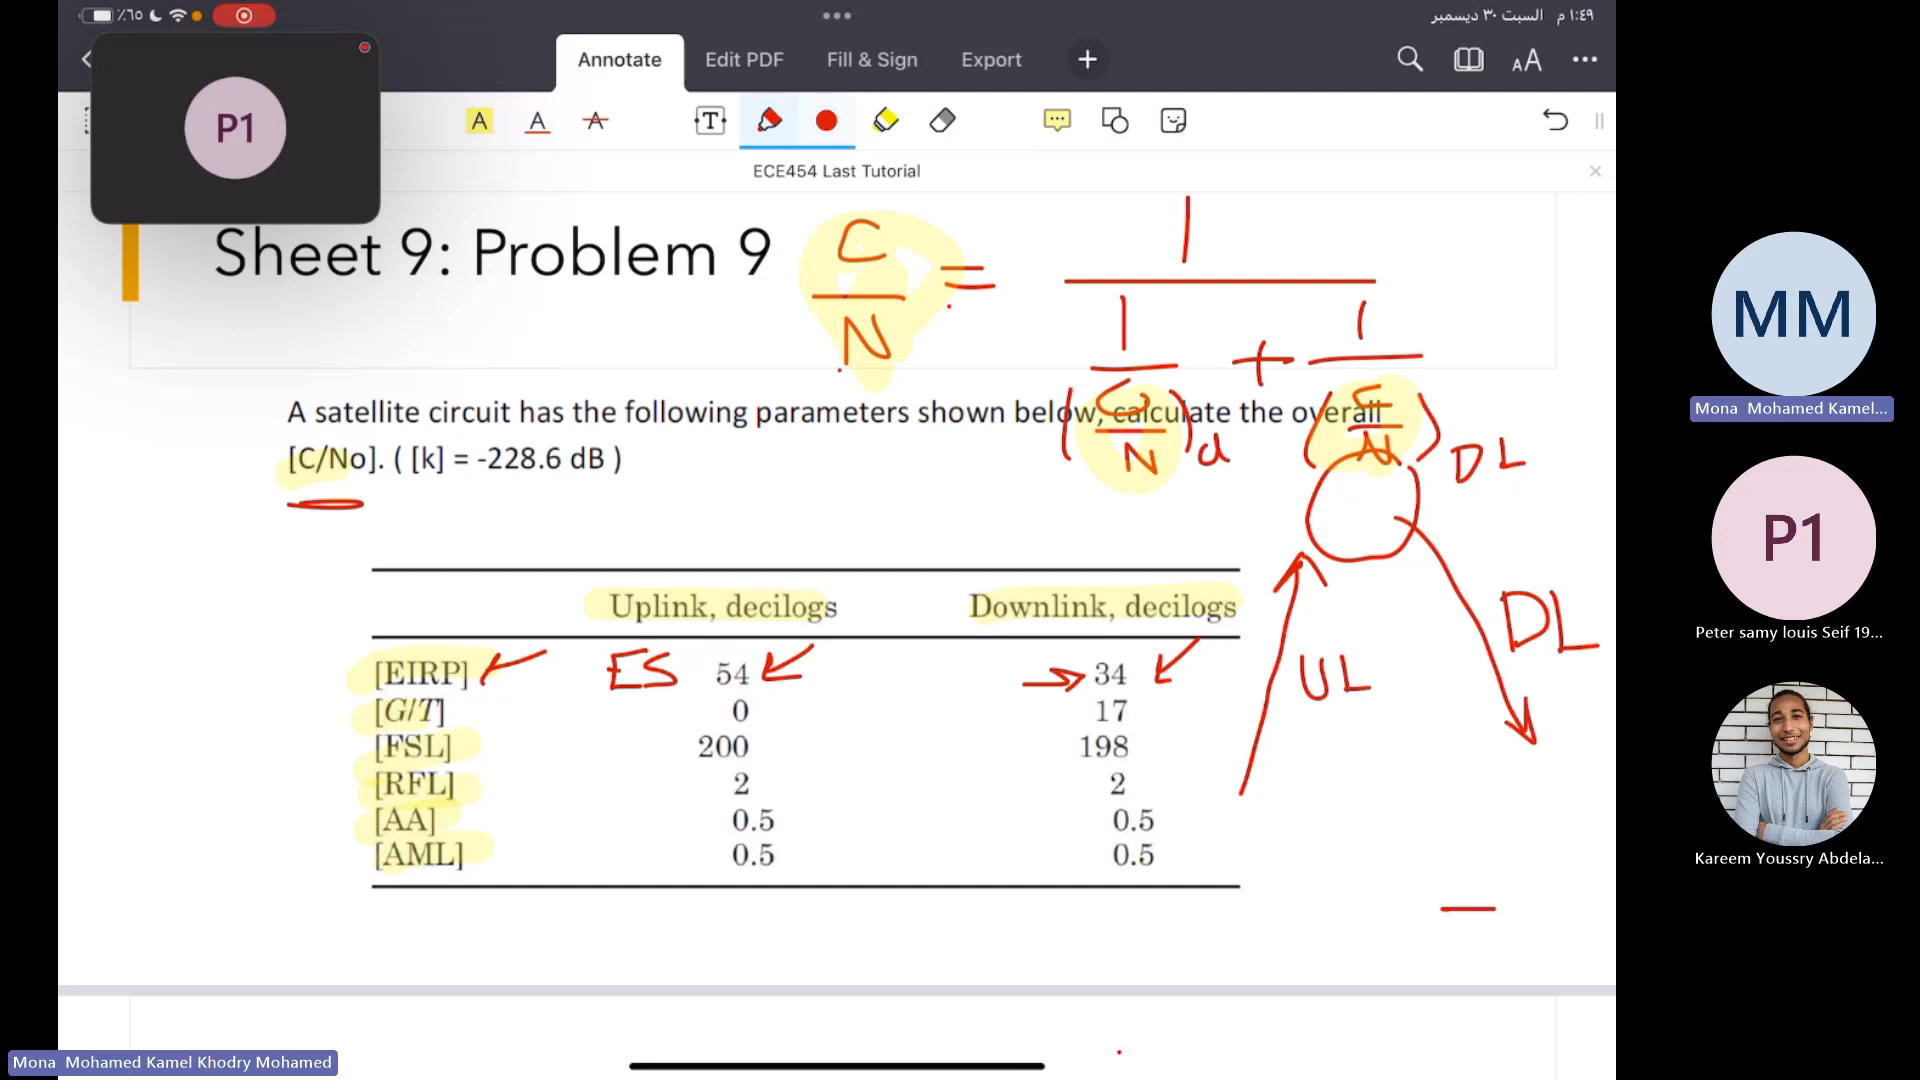 ٪٦٥
١:٤٩ م السبت ٣٠ ديسمبر
Annotate Edit PDF Fill & Sign Export
AA
P1
A A A T
ECE454 Last Tutorial
Sheet 9: Problem 9
C/N = 1 / (1/(C/N)d + 1/(C/N)DL)
A satellite circuit has the following parameters shown below, calculate the overall
[C/No]. ( [k] = -228.6 dB )
Uplink, decilogs Downlink, decilogs
[EIRP] ES 54 34
[G/T] 0 17
[FSL] 200 198
[RFL] 2 2
[AA] 0.5 0.5
[AML] 0.5 0.5
UL
DL
MM
Mona Mohamed Kamel...
P1
Peter samy louis Seif 19...
Kareem Youssry Abdela...
Mona Mohamed Kamel Khodry Mohamed